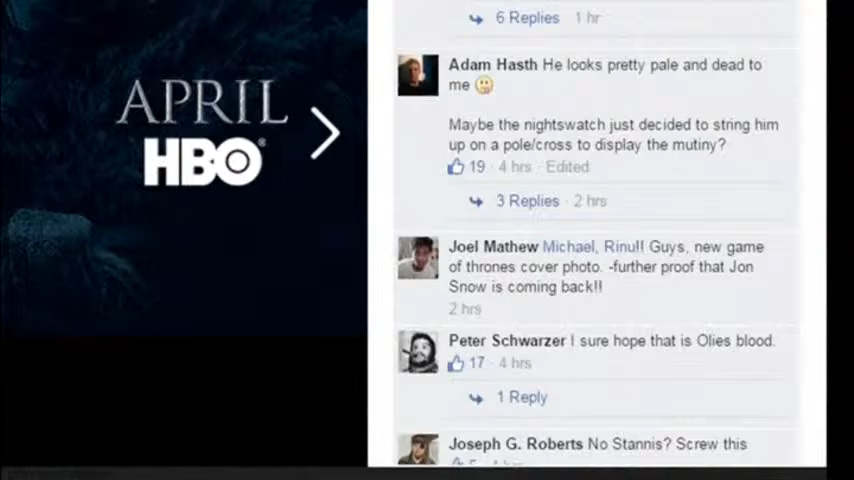 APRIL
HBO®
6 Replies · 1 hr
Adam Hasth He looks pretty pale and dead to
me
Maybe the nightswatch just decided to string him
up on a pole/cross to display the mutiny?
19 · 4 hrs · Edited
3 Replies · 2 hrs
Joel Mathew Michael, Rinu!! Guys, new game
of thrones cover photo. -further proof that Jon
Snow is coming back!!
2 hrs
Peter Schwarzer I sure hope that is Olies blood.
17 · 4 hrs
1 Reply
Joseph G. Roberts No Stannis? Screw this